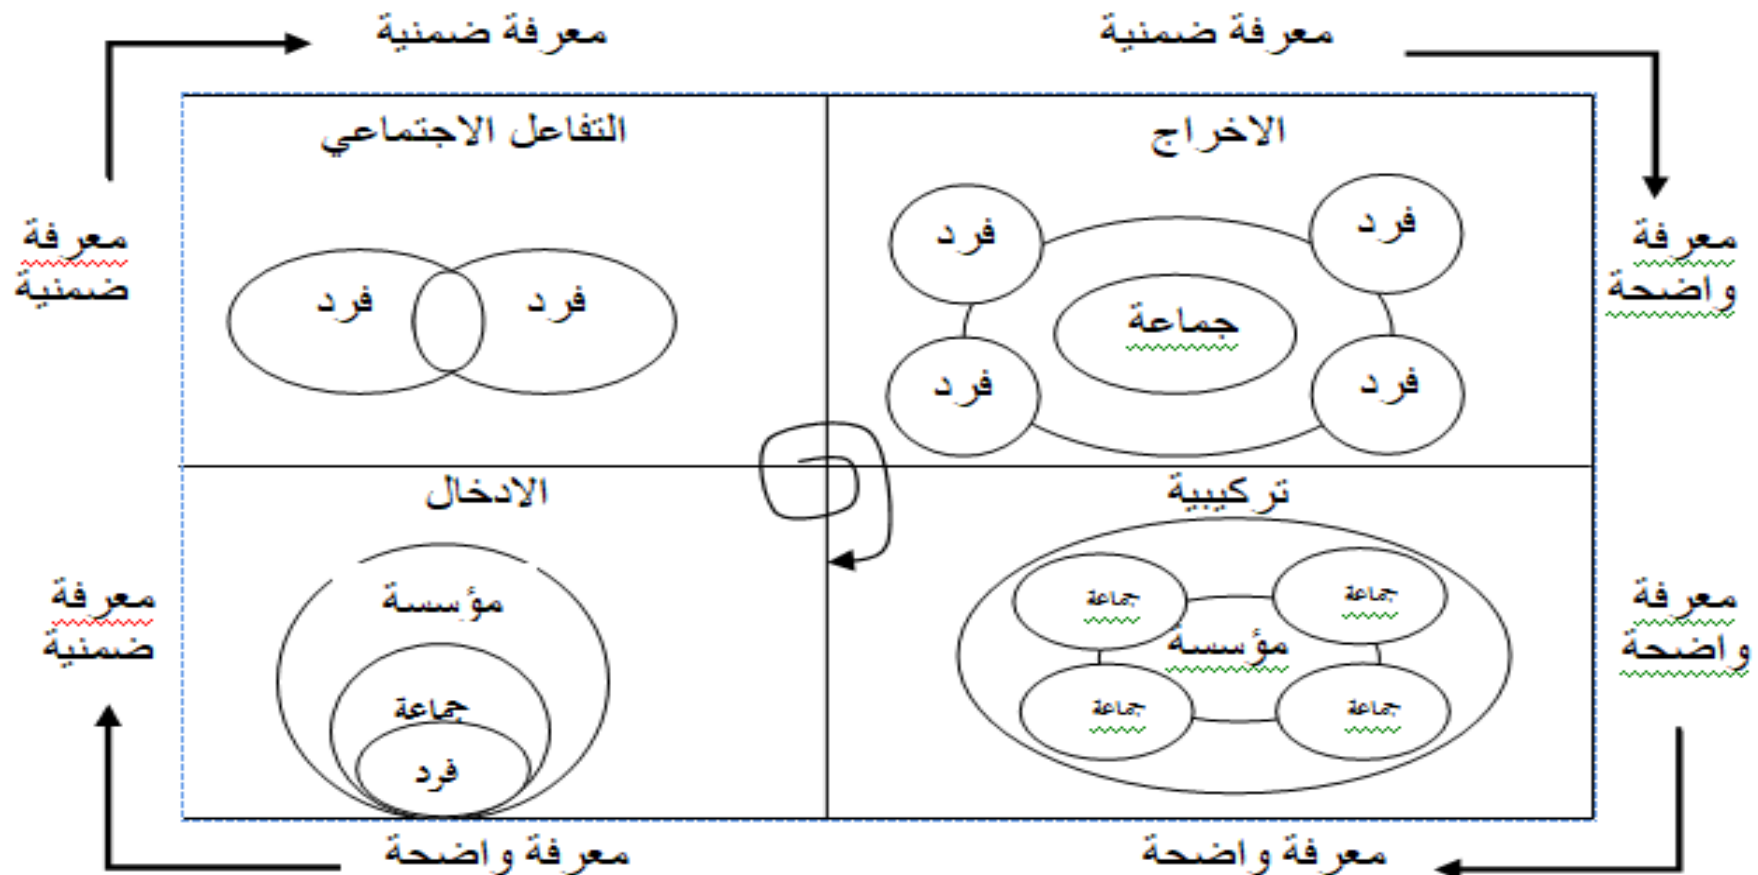 معرفة ضمنية
معرفة ضمنية
الاخراج
التفاعل الاجتماعي
معرفة
واضحة
فرد
فرد
جماعة
فرد
فرد
فرد
فرد
معرفة
ضمنية
تركيبية
الادخال
معرفة
واضحة
جماعة
جماعة
مؤسسة
جماعة
جماعة
مؤسسة
جماعة
فرد
معرفة
ضمنية
معرفة واضحة
معرفة واضحة